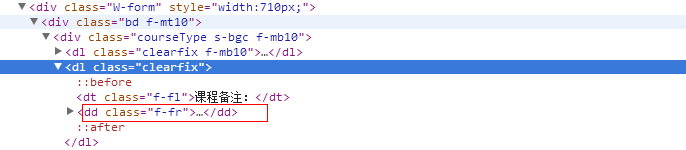 ▼<div class="W-form" style="width:710px;">
▼<div class="bd f-mt10">
▼<div class="courseType s-bgc f-mb10">
▶<dl class="clearfix f-mb10">…</dl>
▼<dl class="clearfix">
::before
<dt class="f-fl">课程备注：</dt>
▶<dd class="f-fr">…</dd>
::after
</dl>